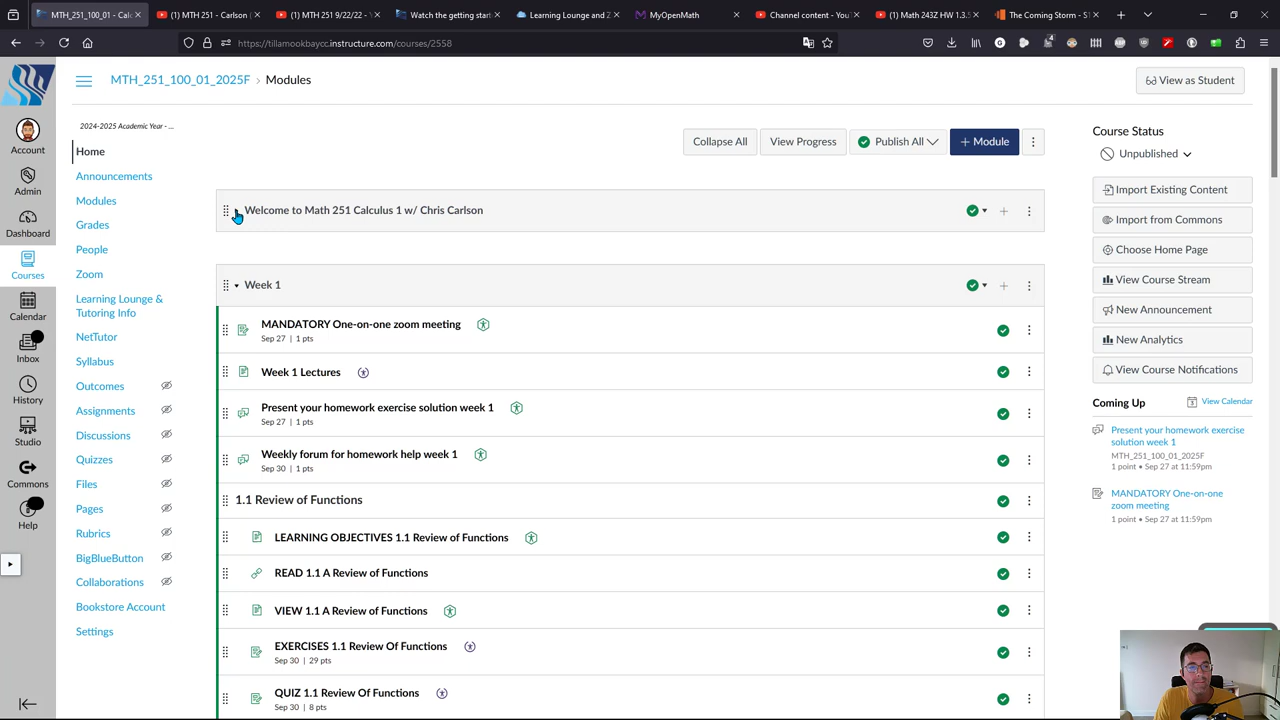 MTH_251_100_01 - Chris
(1) MTH 251 - Carlson (
(1) MTH 251 9/22/22 - Y
Watch the getting start
Learning Lounge and Z
MyOpenMath
Channel content - You
(1) Math 243Z HW 1.3.
The Coming Storm - S1
https://tillamookbaycc.instructure.com/courses/2558
MTH_251_100_01_2025F > Modules
View as Student
Account
Admin
Dashboard
Courses
Calendar
Inbox
History
Studio
Commons
Help
2024-2025 Academic Year - ...
Home
Announcements
Modules
Grades
People
Zoom
Learning Lounge &
Tutoring Info
NetTutor
Syllabus
Outcomes
Assignments
Discussions
Quizzes
Files
Pages
Rubrics
BigBlueButton
Collaborations
Bookstore Account
Settings
Collapse All
View Progress
Publish All
+ Module
Welcome to Math 251 Calculus 1 w/ Chris Carlson
Week 1
MANDATORY One-on-one zoom meeting
Sep 27 | 1 pts
Week 1 Lectures
Present your homework exercise solution week 1
Sep 27 | 1 pts
Weekly forum for homework help week 1
Sep 30 | 1 pts
1.1 Review of Functions
LEARNING OBJECTIVES 1.1 Review of Functions
READ 1.1 A Review of Functions
VIEW 1.1 A Review of Functions
EXERCISES 1.1 Review Of Functions
Sep 30 | 29 pts
QUIZ 1.1 Review Of Functions
Sep 30 | 8 pts
Course Status
Unpublished
Import Existing Content
Import from Commons
Choose Home Page
View Course Stream
New Announcement
New Analytics
View Course Notifications
Coming Up
View Calendar
Present your homework exercise
solution week 1
MTH_251_100_01_2025F
1 point • Sep 27 at 11:59pm
MANDATORY One-on-one
zoom meeting
1 point • Sep 27 at 11:59pm